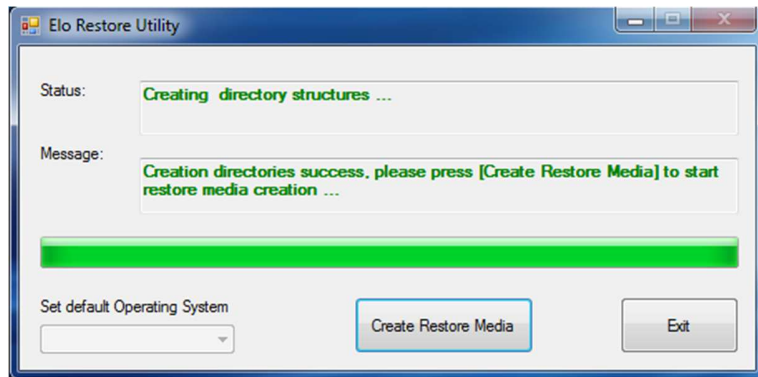 Elo Restore Utility
Status:
Creating directory structures ...
Message:
Creation directories success, please press [Create Restore Media] to start
restore media creation ...
Set default Operating System
Create Restore Media
Exit